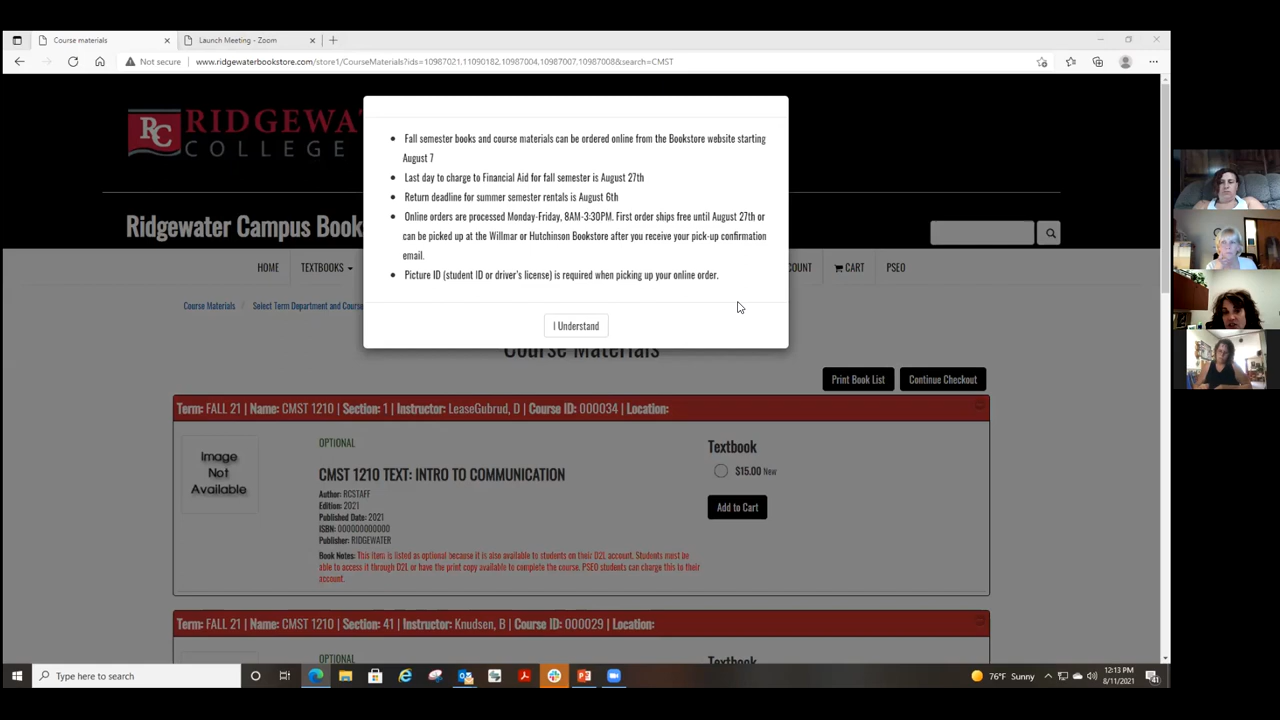 Course materials
Launch Meeting - Zoom
Not secure
www.ridgewaterbookstore.com/store1/CourseMaterials?ids=10987021,11090182,10987004,10987007,10987008&search=CMST
RC RIDGEWA
COLLEGE
• Fall semester books and course materials can be ordered online from the Bookstore website starting
August 7
• Last day to charge to Financial Aid for fall semester is August 27th
• Return deadline for summer semester rentals is August 6th
• Online orders are processed Monday-Friday, 8AM-3:30PM. First order ships free until August 27th or
can be picked up at the Willmar or Hutchinson Bookstore after you receive your pick-up confirmation
email.
• Picture ID (student ID or driver's license) is required when picking up your online order.
I Understand
Ridgewater Campus Book
HOME TEXTBOOKS COUNT CART PSEO
Course Materials Select Term Department and Course
Course Materials
Print Book List Continue Checkout
Term: FALL 21 | Name: CMST 1210 | Section: 1 | Instructor: LeaseGubrud, D | Course ID: 000034 | Location:
Image
Not
Available
OPTIONAL
CMST 1210 TEXT: INTRO TO COMMUNICATION
Author: RCSTAFF
Edition: 2021
Published Date: 2021
ISBN: 000000000000
Publisher: RIDGEWATER
Book Notes: This item is listed as optional because it is also available to students on their D2L account. Students must be
able to access it through D2L or have the print copy available to complete the course. PSEO students can charge this to their
account.
Textbook
$15.00 New
Add to Cart
Term: FALL 21 | Name: CMST 1210 | Section: 41 | Instructor: Knudsen, B | Course ID: 000029 | Location:
OPTIONAL
Textbook
Type here to search
76°F Sunny
12:13 PM
8/11/2021
41